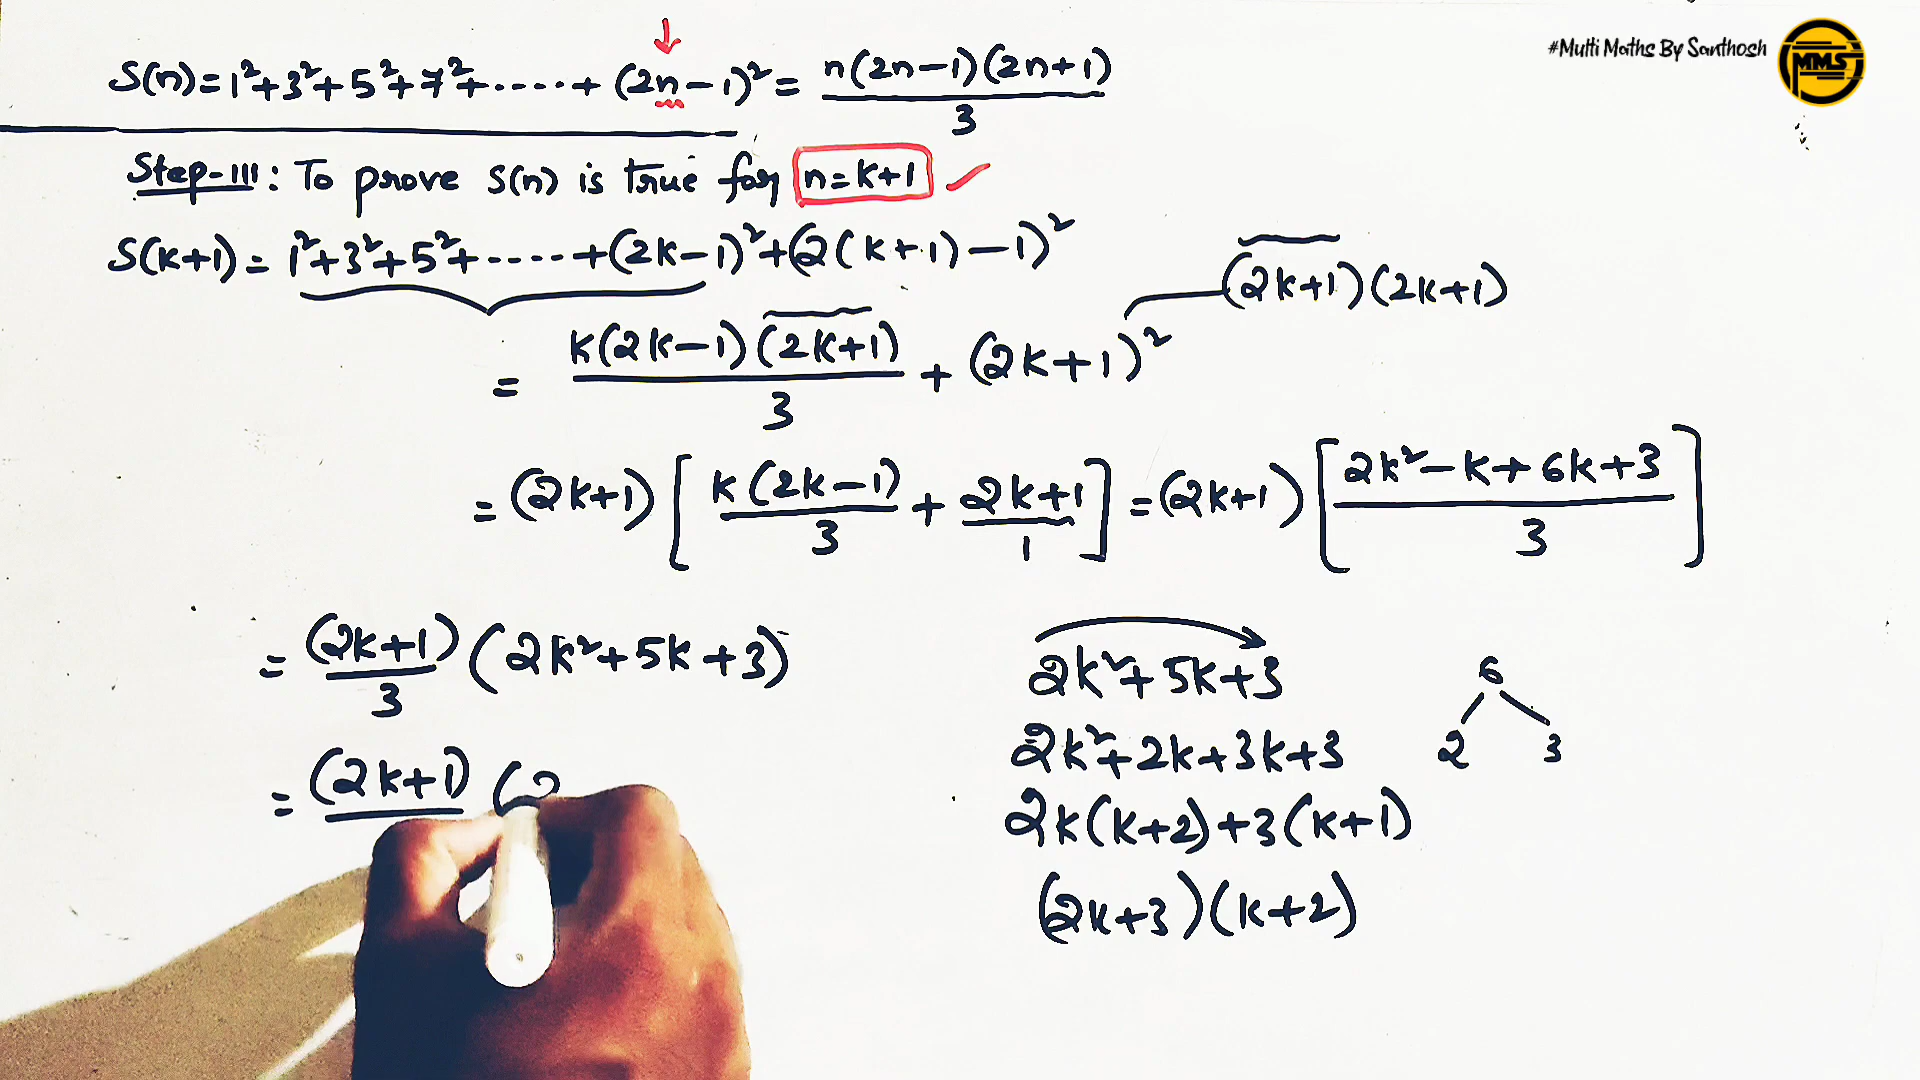 #Multi Maths By Santhosh
MMS
S(n) = 1² + 3² + 5² + 7² + ..... + (2n-1)² = n(2n-1)(2n+1) / 3
Step-III: To prove S(n) is true for n=k+1 ✓
S(k+1) = 1² + 3² + 5² + ..... + (2k-1)² + (2(k+1)-1)²
(2k+1)(2k+1)
= k(2k-1)(2k+1) / 3 + (2k+1)²
= (2k+1) [ k(2k-1) / 3 + 2k+1 / 1 ] = (2k+1) [ 2k² - k + 6k + 3 / 3 ]
= (2k+1) / 3 (2k² + 5k + 3)
= (2k+1) (2
2k² + 5k + 3
6
2 3
2k² + 2k + 3k + 3
2k(k+2) + 3(k+1)
(2k+3)(k+2)